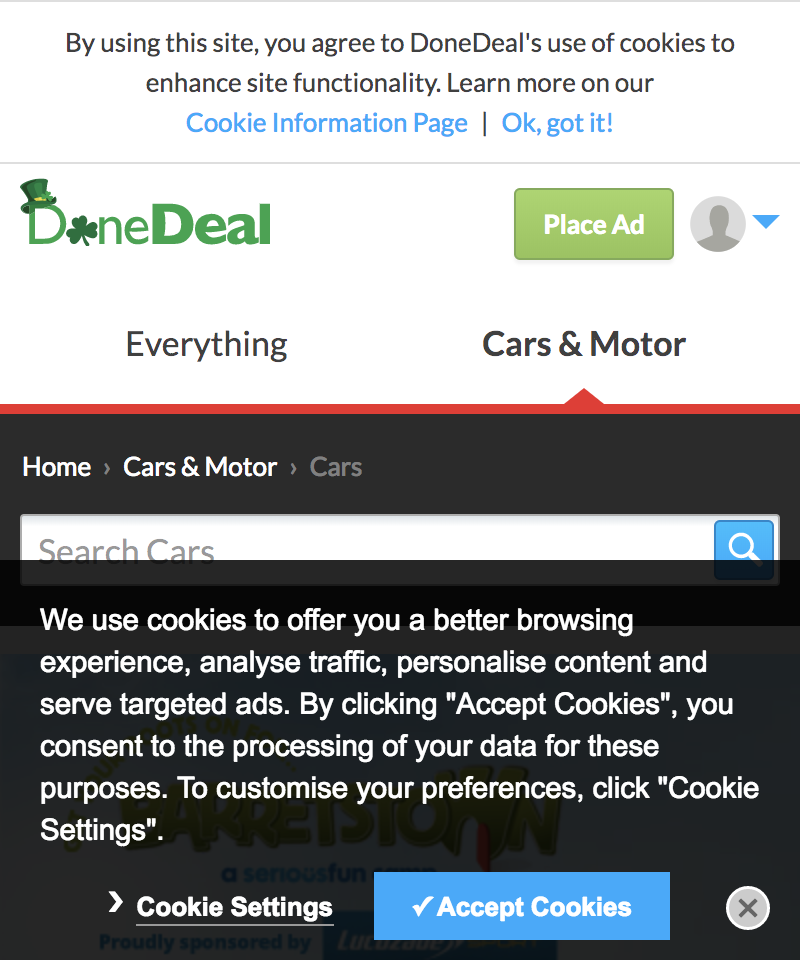 By using this site, you agree to DoneDeal's use of cookies to
enhance site functionality. Learn more on our
Cookie Information Page | Ok, got it!
DoneDeal
Place Ad
Everything
Cars & Motor
Home › Cars & Motor › Cars
Search Cars
We use cookies to offer you a better browsing
experience, analyse traffic, personalise content and
serve targeted ads. By clicking "Accept Cookies", you
consent to the processing of your data for these
purposes. To customise your preferences, click "Cookie
Settings".
BARRETSTOWN
a seriousfun camp
Cookie Settings
✓Accept Cookies
Proudly sponsored by